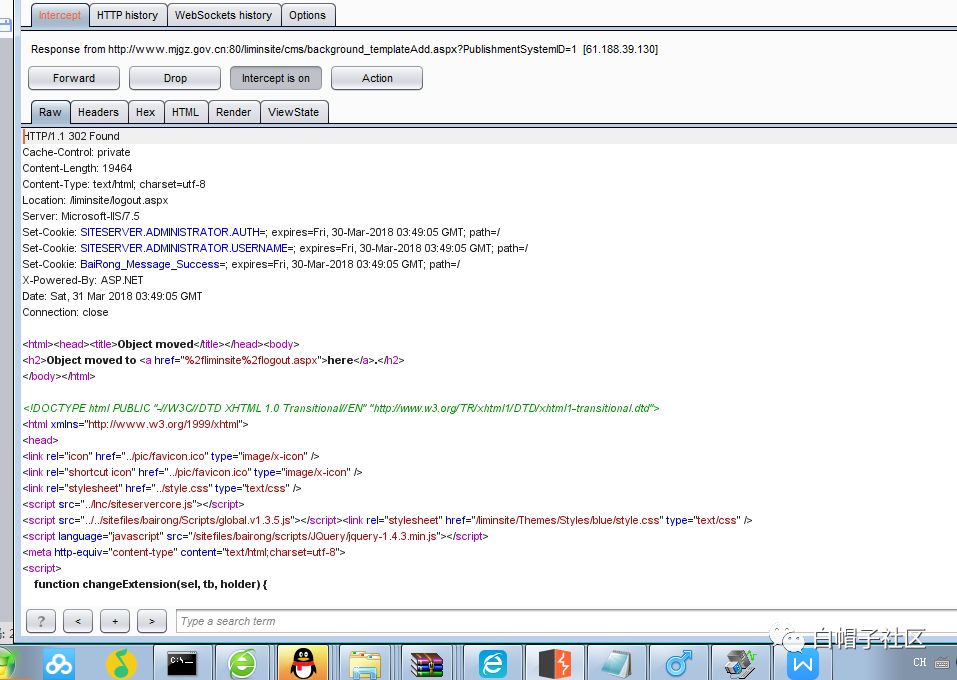 Intercept HTTP history WebSockets history Options
Response from http://www.mjgz.gov.cn:80/liminsite/cms/background_templateAdd.aspx?PublishmentSystemID=1 [61.188.39.130]
Forward Drop Intercept is on Action
Raw Headers Hex HTML Render ViewState
HTTP/1.1 302 Found
Cache-Control: private
Content-Length: 19464
Content-Type: text/html; charset=utf-8
Location: /liminsite/logout.aspx
Server: Microsoft-IIS/7.5
Set-Cookie: SITESERVER.ADMINISTRATOR.AUTH=; expires=Fri, 30-Mar-2018 03:49:05 GMT; path=/
Set-Cookie: SITESERVER.ADMINISTRATOR.USERNAME=; expires=Fri, 30-Mar-2018 03:49:05 GMT; path=/
Set-Cookie: BaiRong_Message_Success=; expires=Fri, 30-Mar-2018 03:49:05 GMT; path=/
X-Powered-By: ASP.NET
Date: Sat, 31 Mar 2018 03:49:05 GMT
Connection: close
<html><head><title>Object moved</title></head><body>
<h2>Object moved to <a href="%2fliminsite%2flogout.aspx">here</a>.</h2>
</body></html>
<!DOCTYPE html PUBLIC "-//W3C//DTD XHTML 1.0 Transitional//EN" "http://www.w3.org/TR/xhtml1/DTD/xhtml1-transitional.dtd">
<html xmlns="http://www.w3.org/1999/xhtml">
<head>
<link rel="icon" href="../pic/favicon.ico" type="image/x-icon" />
<link rel="shortcut icon" href="../pic/favicon.ico" type="image/x-icon" />
<link rel="stylesheet" href="../style.css" type="text/css" />
<script src="../Inc/siteservercore.js"></script>
<script src="../../sitefiles/bairong/Scripts/global.v1.3.5.js"></script><link rel="stylesheet" href="/liminsite/Themes/Styles/blue/style.css" type="text/css" />
<script language="javascript" src="/sitefiles/bairong/scripts/JQuery/jquery-1.4.3.min.js"></script>
<meta http-equiv="content-type" content="text/html;charset=utf-8">
<script>
function changeExtension(sel, tb, holder) {
? < + > Type a search term
白帽子社区
C:\. CH